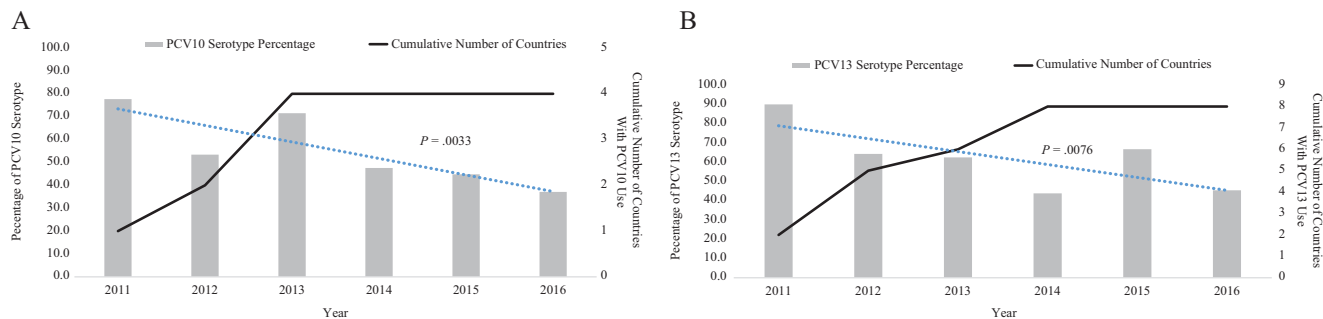 A
PCV10 Serotype Percentage
Cumulative Number of Countries
Percentage of PCV10 Serotype
100.0
90.0
80.0
70.0
60.0
50.0
40.0
30.0
20.0
10.0
0.0
P = .0033
5
4
3
2
1
0
Cumulative Number of Countries
With PCV10 Use
2011 2012 2013 2014 2015 2016
Year
B
PCV13 Serotype Percentage
Cumulative Number of Countries
Pecentage of PCV13 Serotype
100.0
90.0
80.0
70.0
60.0
50.0
40.0
30.0
20.0
10.0
0.0
P = .0076
9
8
7
6
5
4
3
2
1
0
Cumulative Number of Countries
With PCV13 Use
2011 2012 2013 2014 2015 2016
Year